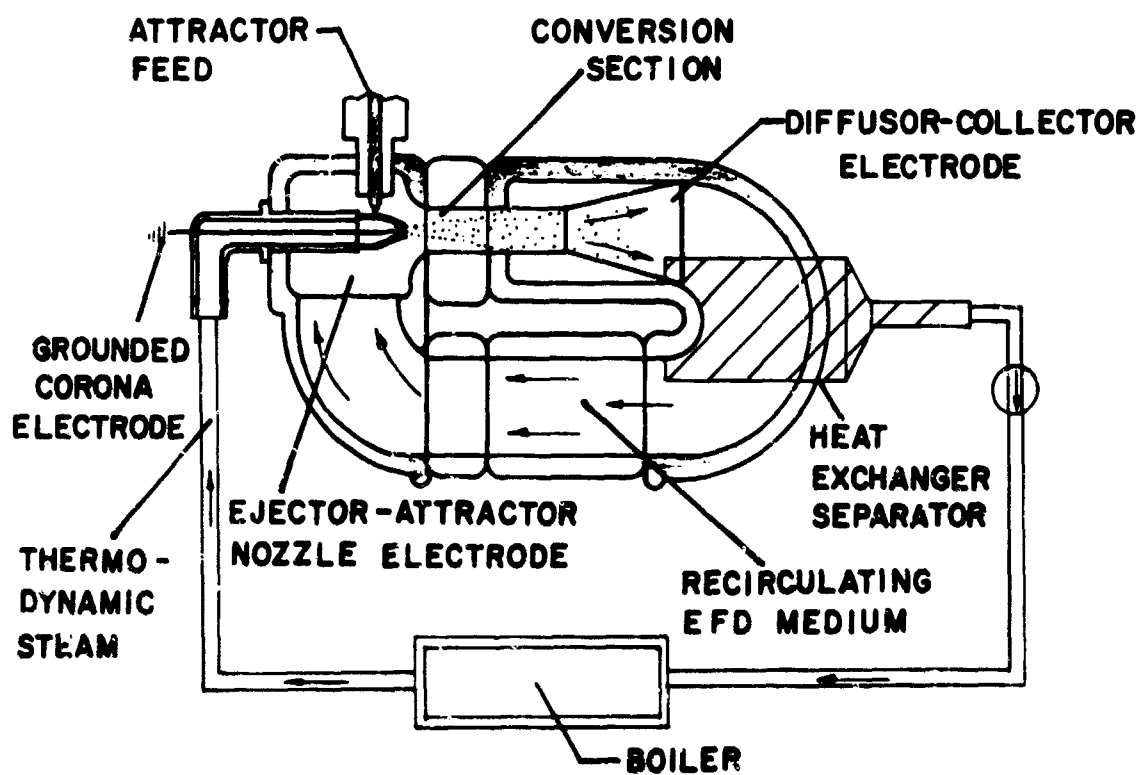 ATTRACTOR
FEED
CONVERSION
SECTION
DIFFUSOR-COLLECTOR
ELECTRODE
GROUNDED
CORONA
ELECTRODE
HEAT
EXCHANGER
SEPARATOR
EJECTOR-ATTRACTOR
NOZZLE ELECTRODE
THERMO-
DYNAMIC
STEAM
RECIRCULATING
EFD MEDIUM
BOILER